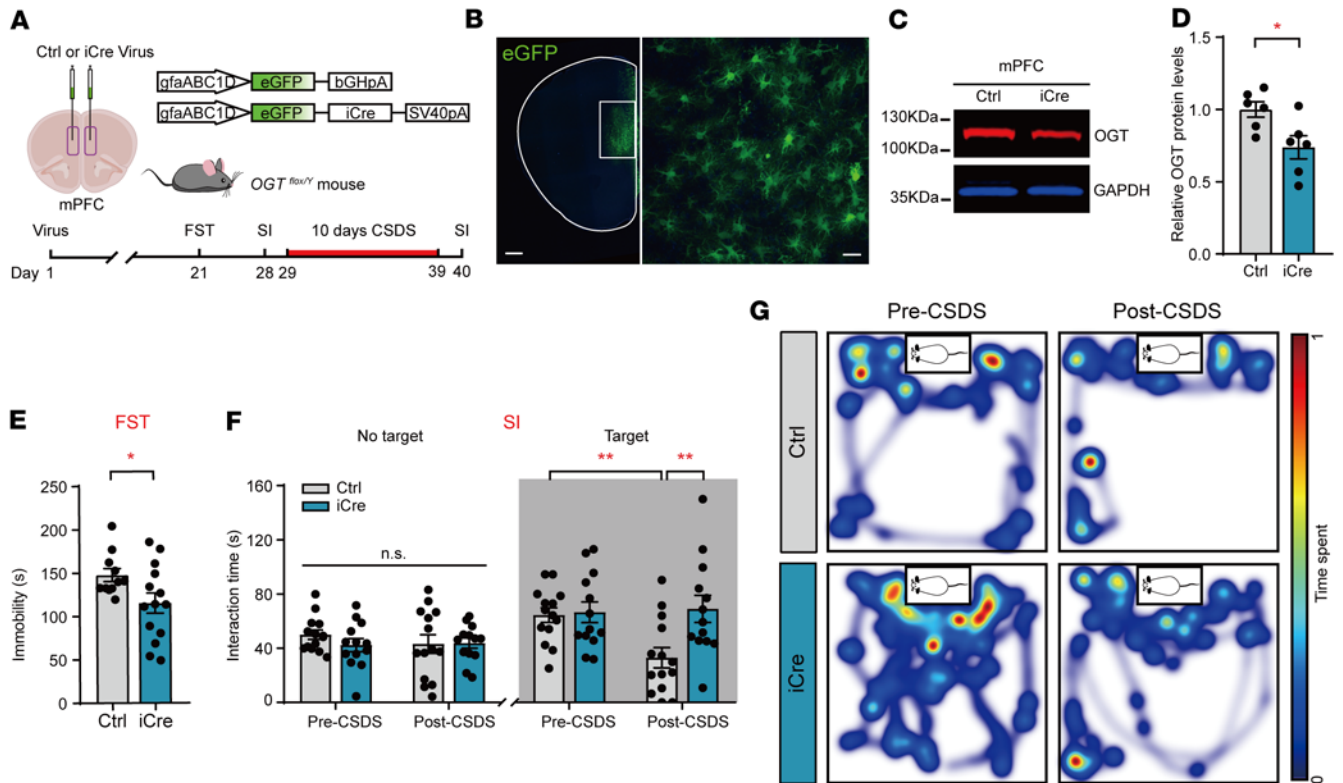 A
Ctrl or iCre Virus
gfaABC1D eGFP bGHpA
gfaABC1D eGFP iCre SV40pA
mPFC
OGT flox/Y mouse
Virus FST SI 10 days CSDS SI
Day 1 21 28 29 39 40
B
eGFP
C
mPFC
Ctrl iCre
130KDa
100KDa
OGT
35KDa
GAPDH
D
*
Relative OGT protein levels
1.5
1.0
0.5
0.0
Ctrl iCre
E
FST
*
Immobility (s)
250
200
150
100
50
0
Ctrl iCre
F
SI
No target Target
** **
Ctrl
iCre
n.s.
Interaction time (s)
160
120
80
40
0
Pre-CSDS Post-CSDS Pre-CSDS Post-CSDS
G
Pre-CSDS Post-CSDS
Ctrl
iCre
1
Time spent
0